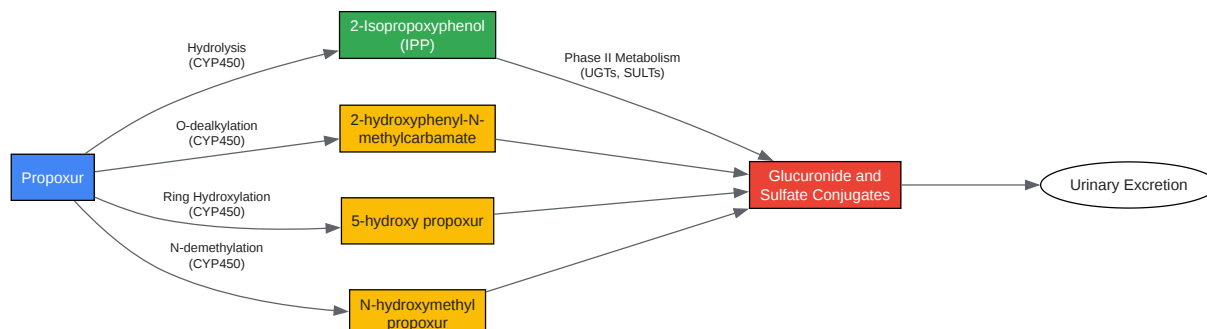 2-Isopropoxyphenol
(IPP)
Hydrolysis
(CYP450)
Phase II Metabolism
(UGTs, SULTs)
O-dealkylation
(CYP450)
2-hydroxyphenyl-N-
methylcarbamate
Propoxur
Glucuronide and
Sulfate Conjugates
Urinary Excretion
Ring Hydroxylation
(CYP450)
5-hydroxy propoxur
N-demethylation
(CYP450)
N-hydroxymethyl
propoxur